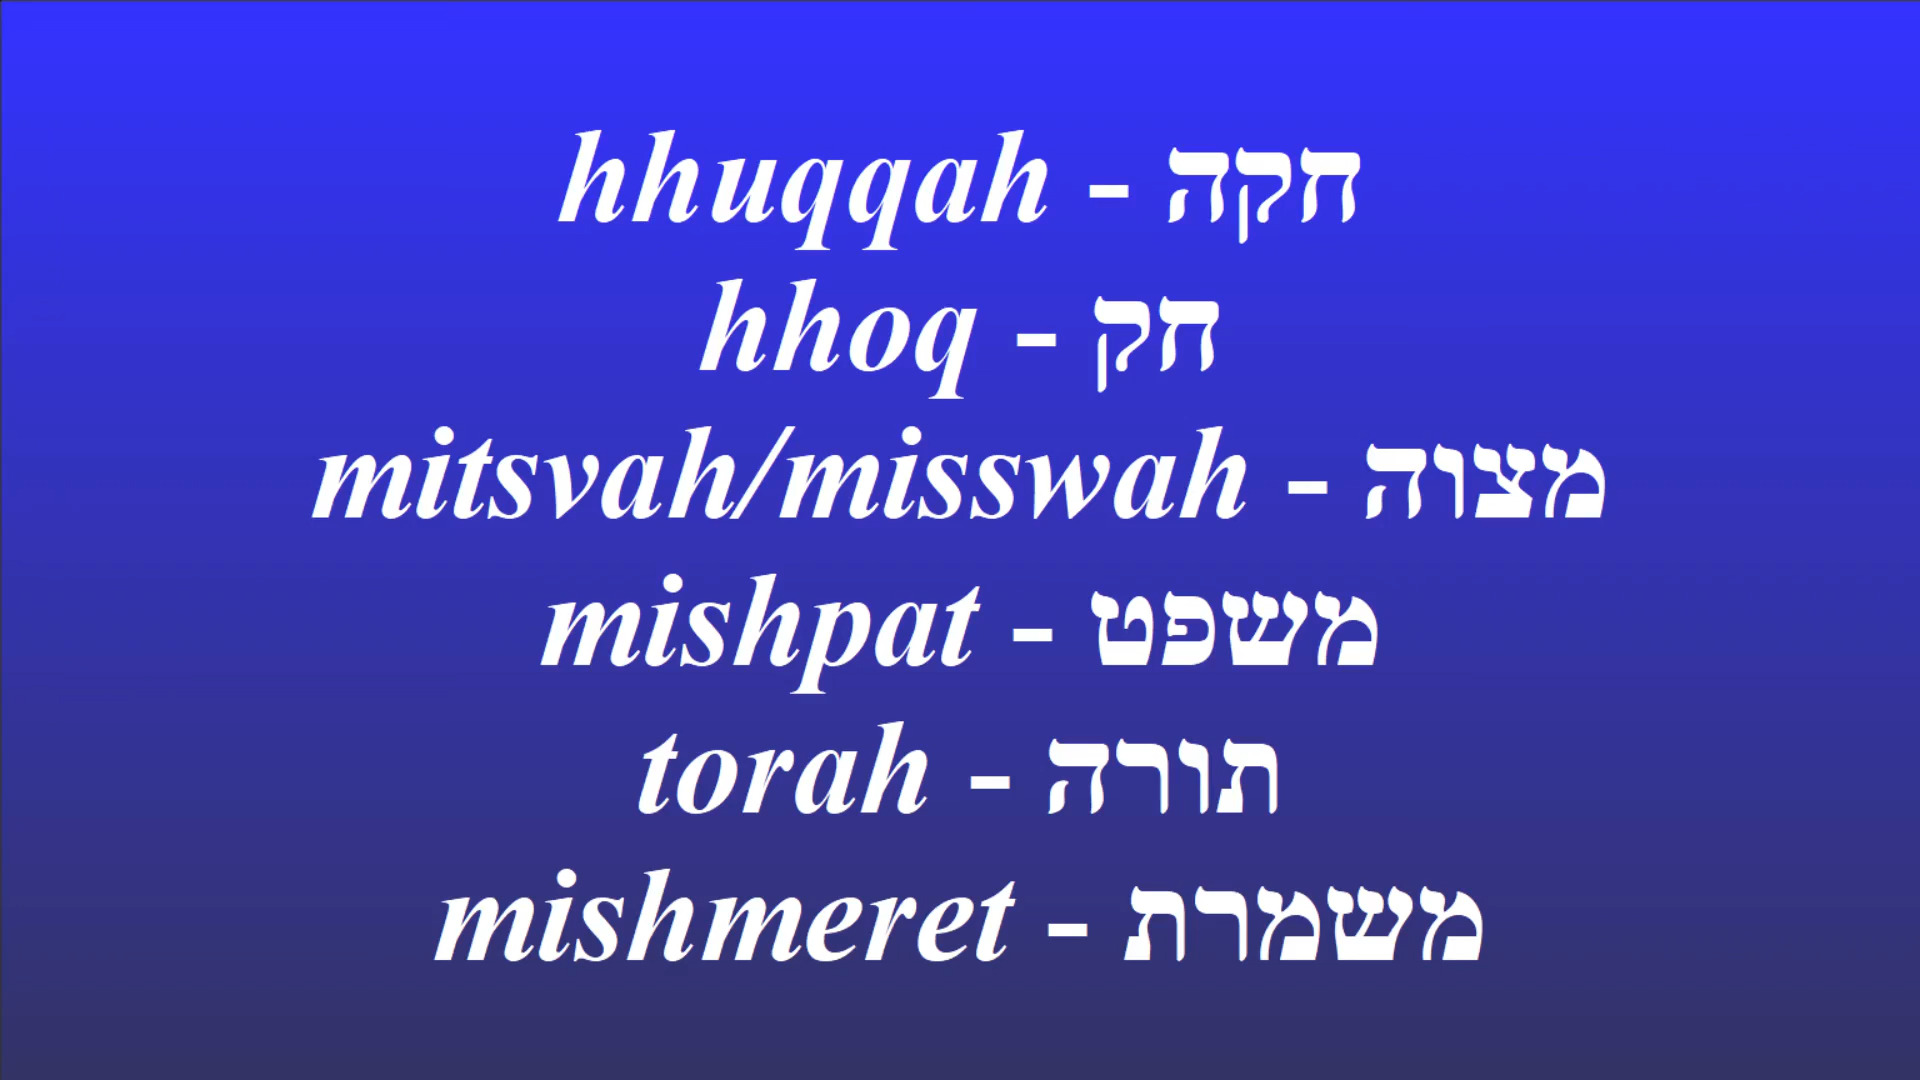 hhuqqah - חקה
hhoq - חק
mitsvah/misswah - מצוה
mishpat - משפט
torah - תורה
mishmeret - משמרת